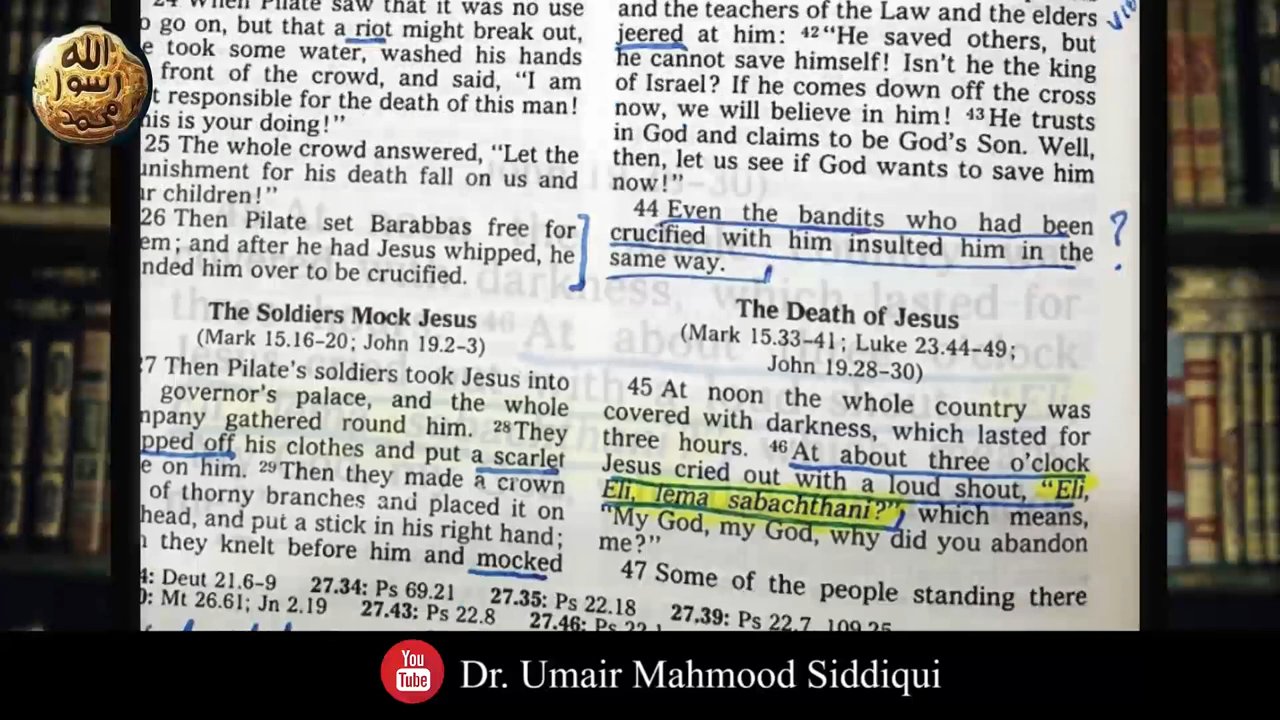 الله
رسول
محمد
24 When Pilate saw that it was no use
o go on, but that a riot might break out,
e took some water, washed his hands
front of the crowd, and said, “I am
t responsible for the death of this man!
his is your doing!”
25 The whole crowd answered, “Let the
unishment for his death fall on us and
ur children!”
26 Then Pilate set Barabbas free for
em; and after he had Jesus whipped, he
nded him over to be crucified.
The Soldiers Mock Jesus
(Mark 15.16-20; John 19.2-3)
27 Then Pilate’s soldiers took Jesus into
governor’s palace, and the whole
mpany gathered round him. 28 They
pped off his clothes and put a scarlet
e on him. 29 Then they made a crown
of thorny branches and placed it on
head, and put a stick in his right hand;
they knelt before him and mocked
4: Deut 21.6-9 27.34: Ps 69.21 27.35: Ps 22.18 27.39: Ps 22.7, 109.25
0: Mt 26.61; Jn 2.19 27.43: Ps 22.8 27.46: Ps 22.1
and the teachers of the Law and the elders
jeered at him: 42 “He saved others, but
he cannot save himself! Isn’t he the king
of Israel? If he comes down off the cross
now, we will believe in him! 43 He trusts
in God and claims to be God’s Son. Well,
then, let us see if God wants to save him
now!”
44 Even the bandits who had been
crucified with him insulted him in the
same way.
?
The Death of Jesus
(Mark 15.33-41; Luke 23.44-49;
John 19.28-30)
45 At noon the whole country was
covered with darkness, which lasted for
three hours. 46 At about three o’clock
Jesus cried out with a loud shout, “Eli,
Eli, lema sabachthani?” which means,
“My God, my God, why did you abandon
me?”
47 Some of the people standing there
You
Tube
Dr. Umair Mahmood Siddiqui